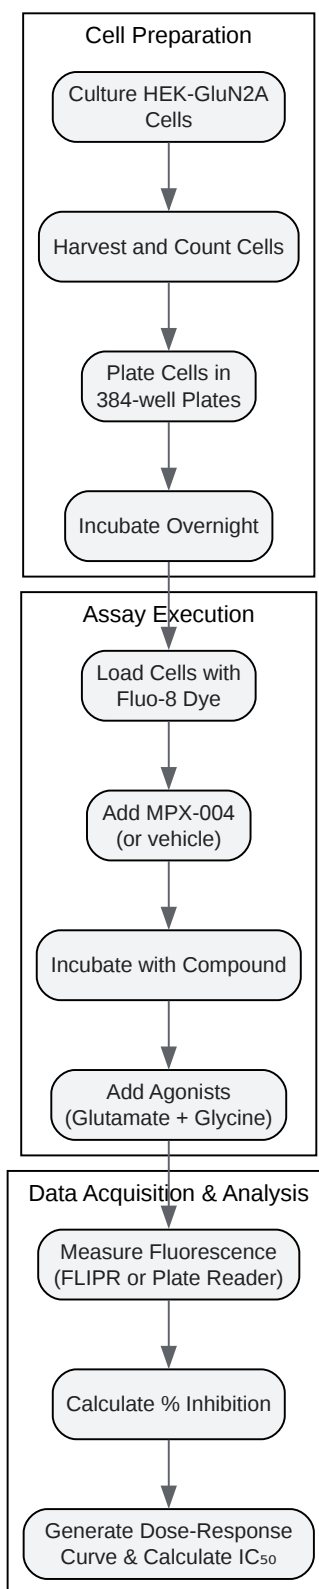 Cell Preparation
Culture HEK-GluN2A
Cells
Harvest and Count Cells
Plate Cells in
384-well Plates
Incubate Overnight
Assay Execution
Load Cells with
Fluo-8 Dye
Add MPX-004
(or vehicle)
Incubate with Compound
Add Agonists
(Glutamate + Glycine)
Data Acquisition & Analysis
Measure Fluorescence
(FLIPR or Plate Reader)
Calculate % Inhibition
Generate Dose-Response
Curve & Calculate IC₅₀